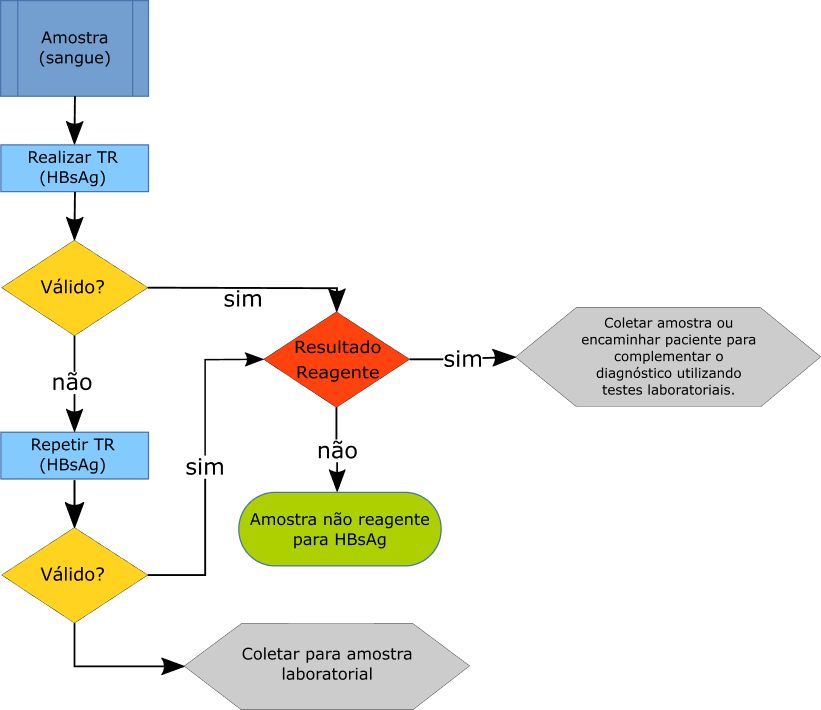 Amostra
(sangue)
Realizar TR
(HBsAg)
Válido?
sim
não
Resultado
Reagente
sim
Coletar amostra ou
encaminhar paciente para
complementar o
diagnóstico utilizando
testes laboratoriais.
não
Repetir TR
(HBsAg)
sim
Amostra não reagente
para HBsAg
Válido?
Coletar para amostra
laboratorial